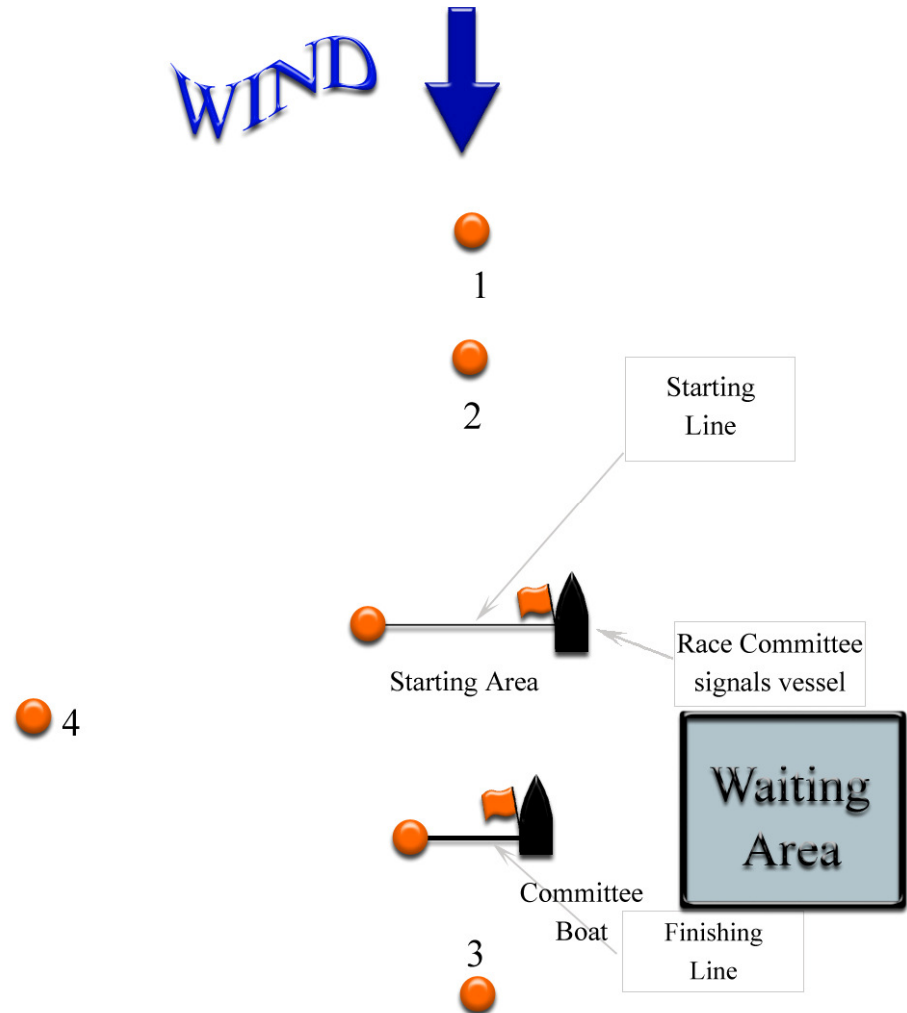 WIND
1
2
Starting
Line
Race Committee
signals vessel
Starting Area
4
Waiting
Area
Committee
Boat
Finishing
Line
3